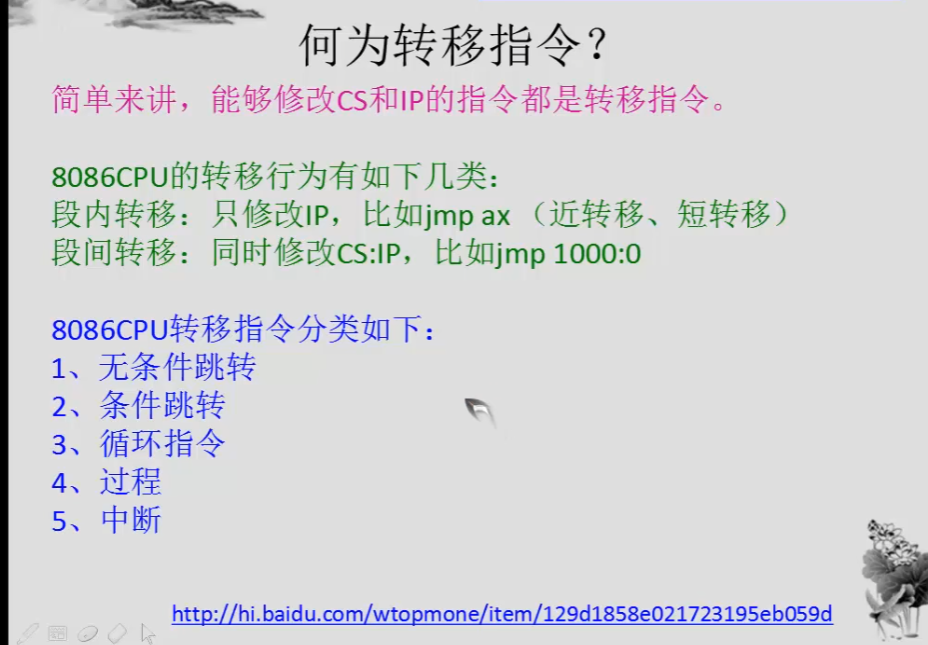 何为转移指令？
简单来讲，能够修改CS和IP的指令都是转移指令。
8086CPU的转移行为有如下几类：
段内转移：只修改IP，比如jmp ax （近转移、短转移）
段间转移：同时修改CS:IP，比如jmp 1000:0
8086CPU转移指令分类如下：
1、无条件跳转
2、条件跳转
3、循环指令
4、过程
5、中断
http://hi.baidu.com/wtopmone/item/129d1858e021723195eb059d